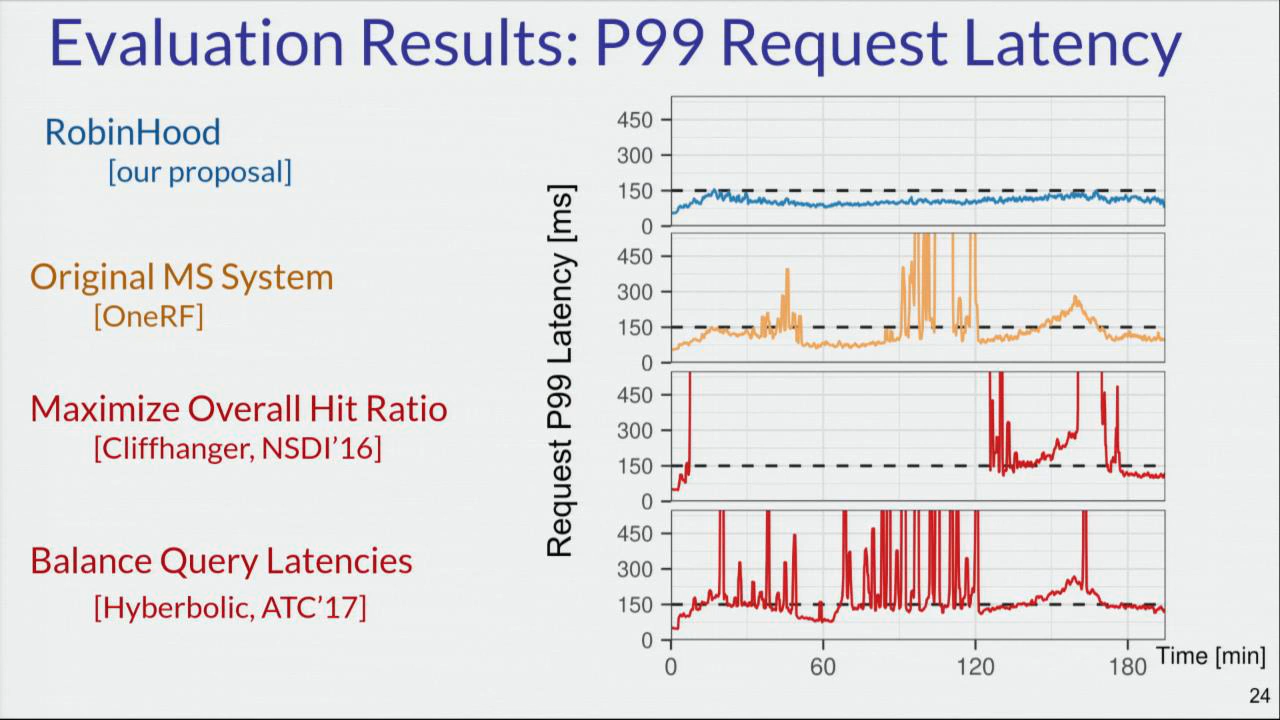 Evaluation Results: P99 Request Latency
RobinHood
[our proposal]
Original MS System
[OneRF]
Maximize Overall Hit Ratio
[Cliffhanger, NSDI'16]
Balance Query Latencies
[Hyberbolic, ATC'17]
Request P99 Latency [ms]
450
300
150
0
450
300
150
0
450
300
150
0
450
300
150
0
0 60 120 180 Time [min]
24